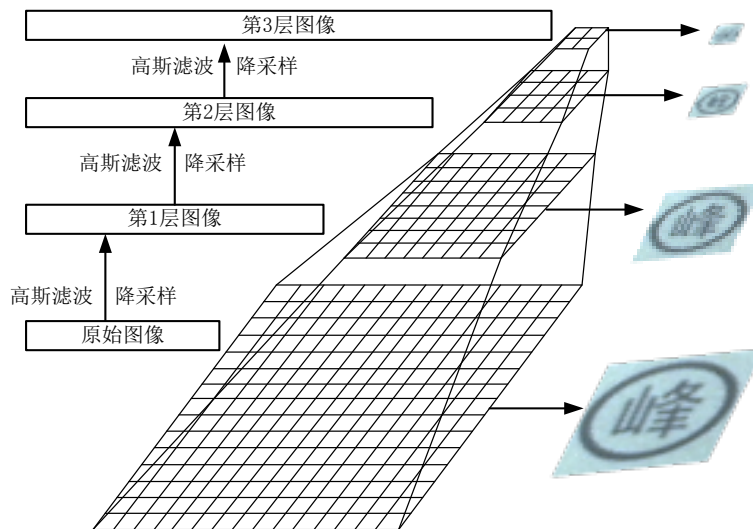 第3层图像
高斯滤波 降采样
第2层图像
高斯滤波 降采样
第1层图像
高斯滤波 降采样
原始图像
峰
峰